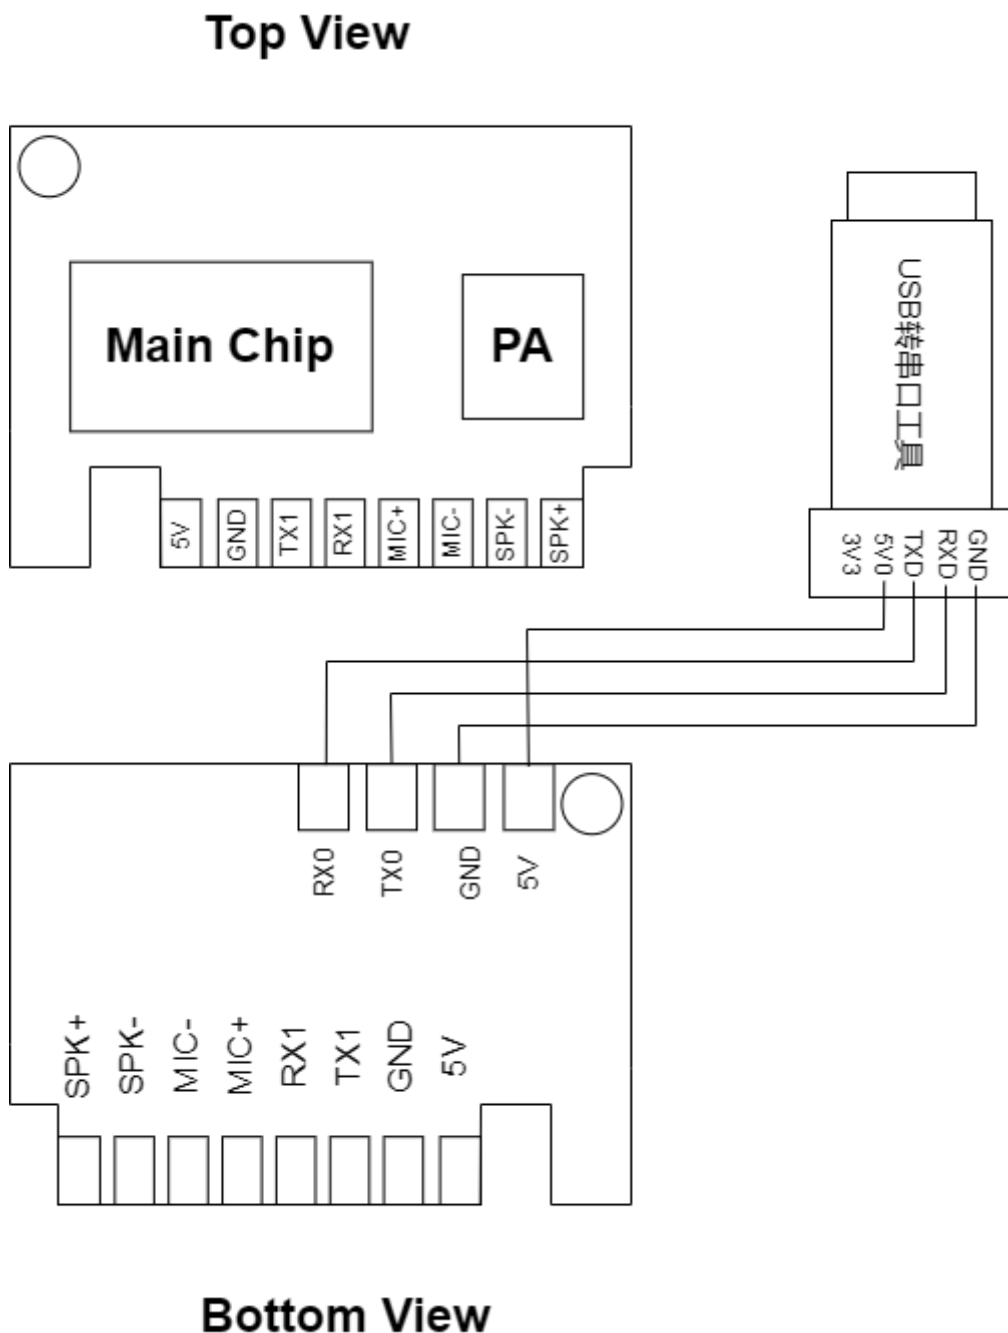 Top View
Main Chip
PA
5V
GND
TX1
RX1
MIC+
MIC-
SPK-
SPK+
USB转串口工具
GND
RXD
TXD
5V0
3V3
RX0
TX0
GND
5V
SPK+
SPK-
MIC-
MIC+
RX1
TX1
GND
5V
Bottom View